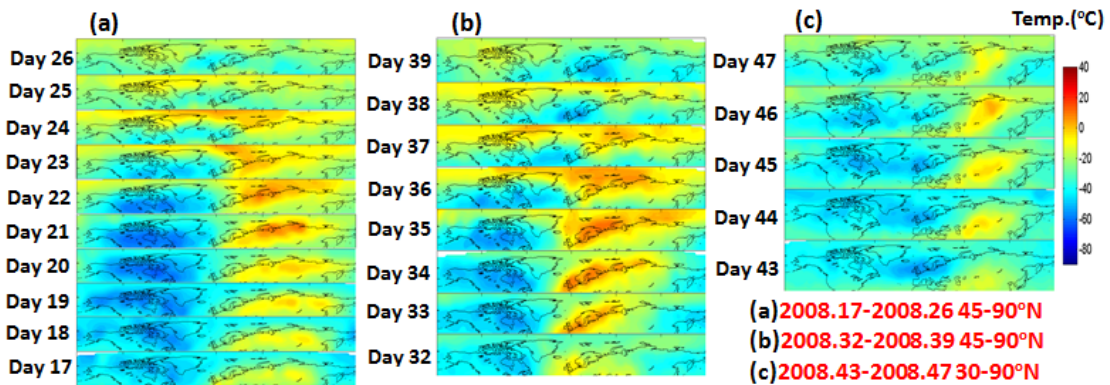 (a)
Day 26
Day 25
Day 24
Day 23
Day 22
Day 21
Day 20
Day 19
Day 18
Day 17
(b)
Day 39
Day 38
Day 37
Day 36
Day 35
Day 34
Day 33
Day 32
(c)
Day 47
Day 46
Day 45
Day 44
Day 43
Temp.(°C)
40
20
0
-20
-40
-60
-80
(a)2008.17-2008.26 45-90°N
(b)2008.32-2008.39 45-90°N
(c)2008.43-2008.47 30-90°N